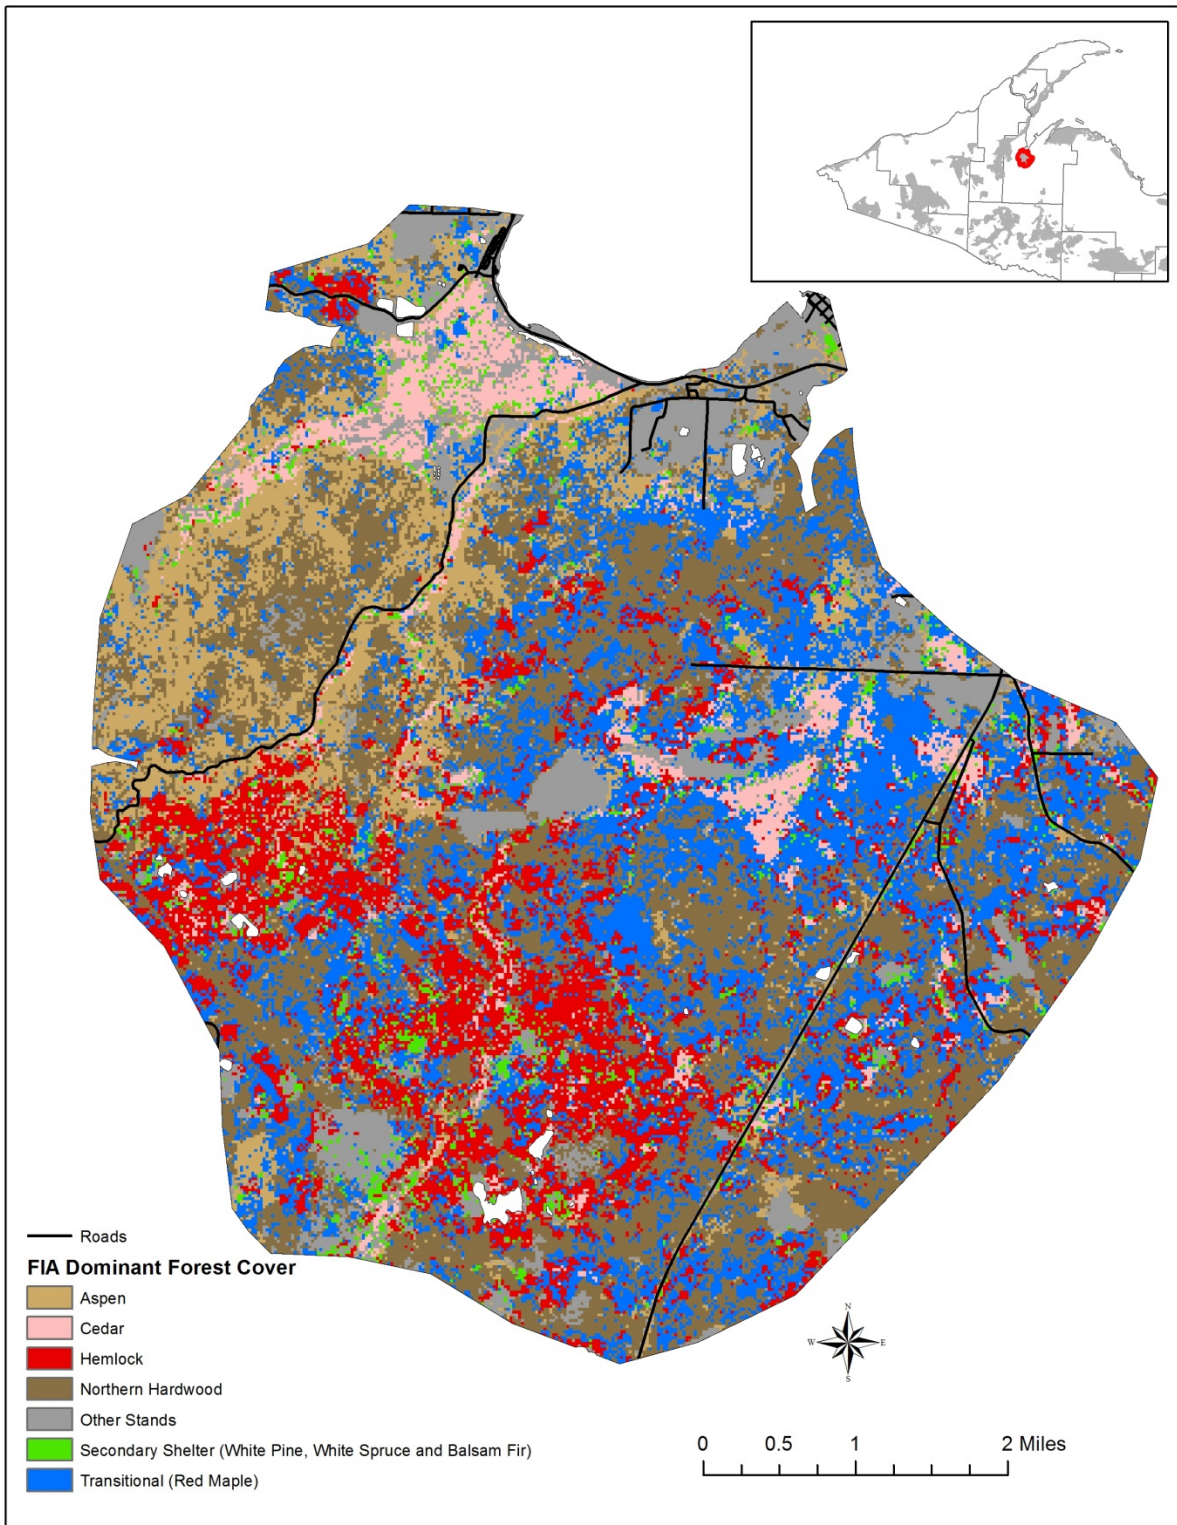 Roads
FIA Dominant Forest Cover
Aspen
Cedar
Hemlock
Northern Hardwood
Other Stands
Secondary Shelter (White Pine, White Spruce and Balsam Fir)
Transitional (Red Maple)
N
W E
S
0 0.5 1 2 Miles